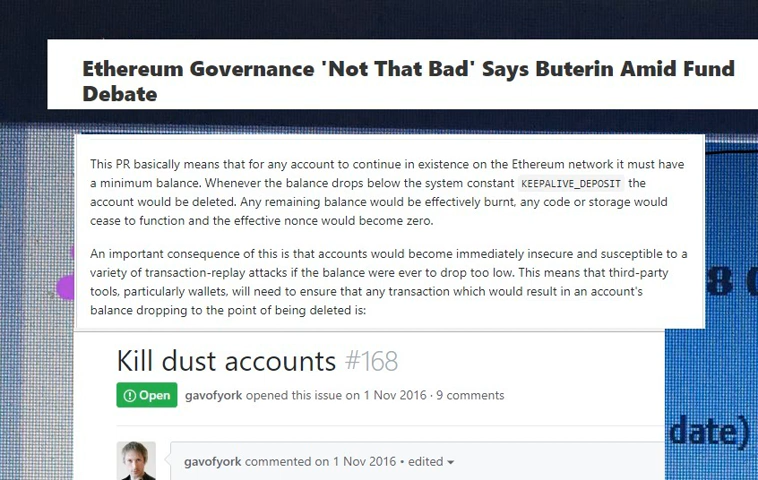 Ethereum Governance 'Not That Bad' Says Buterin Amid Fund
Debate
This PR basically means that for any account to continue in existence on the Ethereum network it must have
a minimum balance. Whenever the balance drops below the system constant KEEPALIVE_DEPOSIT the
account would be deleted. Any remaining balance would be effectively burnt, any code or storage would
cease to function and the effective nonce would become zero.
An important consequence of this is that accounts would become immediately insecure and susceptible to a
variety of transaction-replay attacks if the balance were ever to drop too low. This means that third-party
tools, particularly wallets, will need to ensure that any transaction which would result in an account's
balance dropping to the point of being deleted is:
8
Kill dust accounts #168
Open gavofyork opened this issue on 1 Nov 2016 · 9 comments
date)
gavofyork commented on 1 Nov 2016 • edited